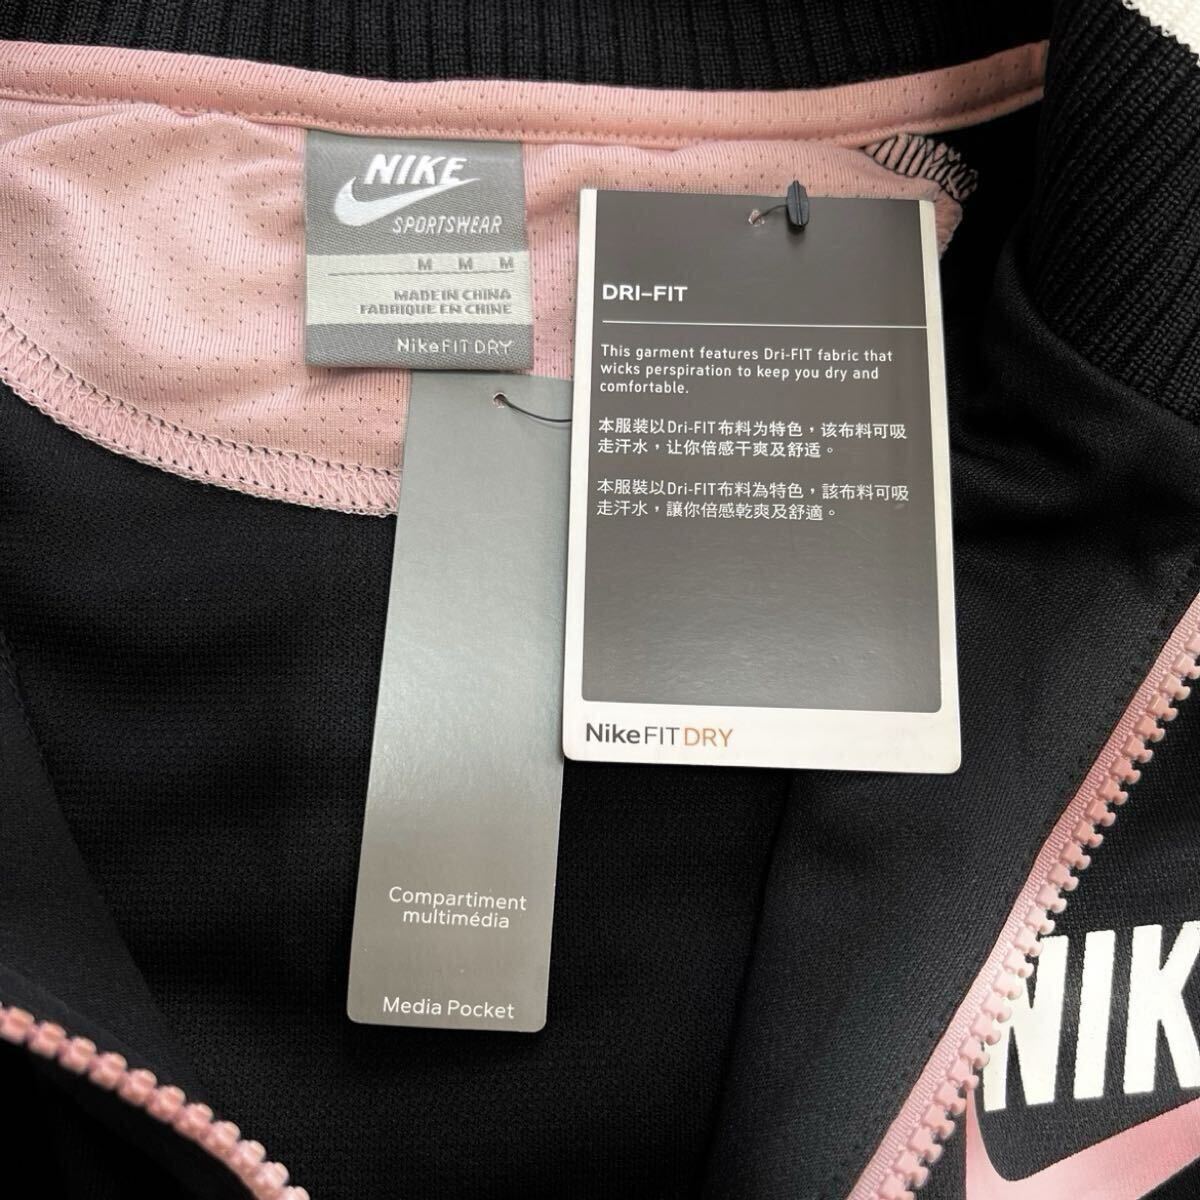 NIKE
SPORTSWEAR
M M M
MADE IN CHINA
FABRIQUE EN CHINE
NikeFIT DRY
DRI-FIT
This garment features Dri-FIT fabric that
wicks perspiration to keep you dry and
comfortable.
本服装以Dri-FIT布料为特色，该布料可吸
走汗水，让你倍感干爽及舒适。
本服裝以Dri-FIT布料為特色，該布料可吸
走汗水，讓你倍感乾爽及舒適。
NikeFIT DRY
Compartiment
multimédia
Media Pocket
NIK